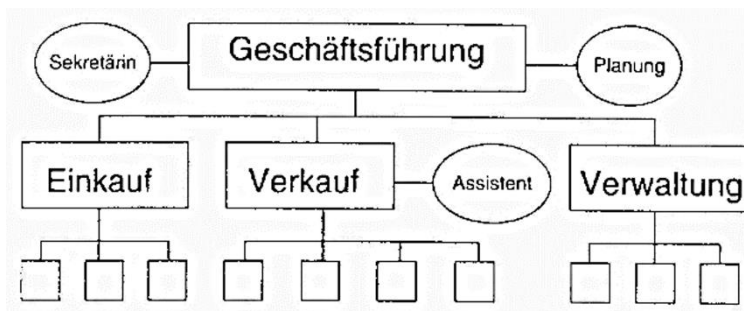 Geschäftsführung
Sekretärin
Planung
Einkauf
Verkauf
Assistent
Verwaltung